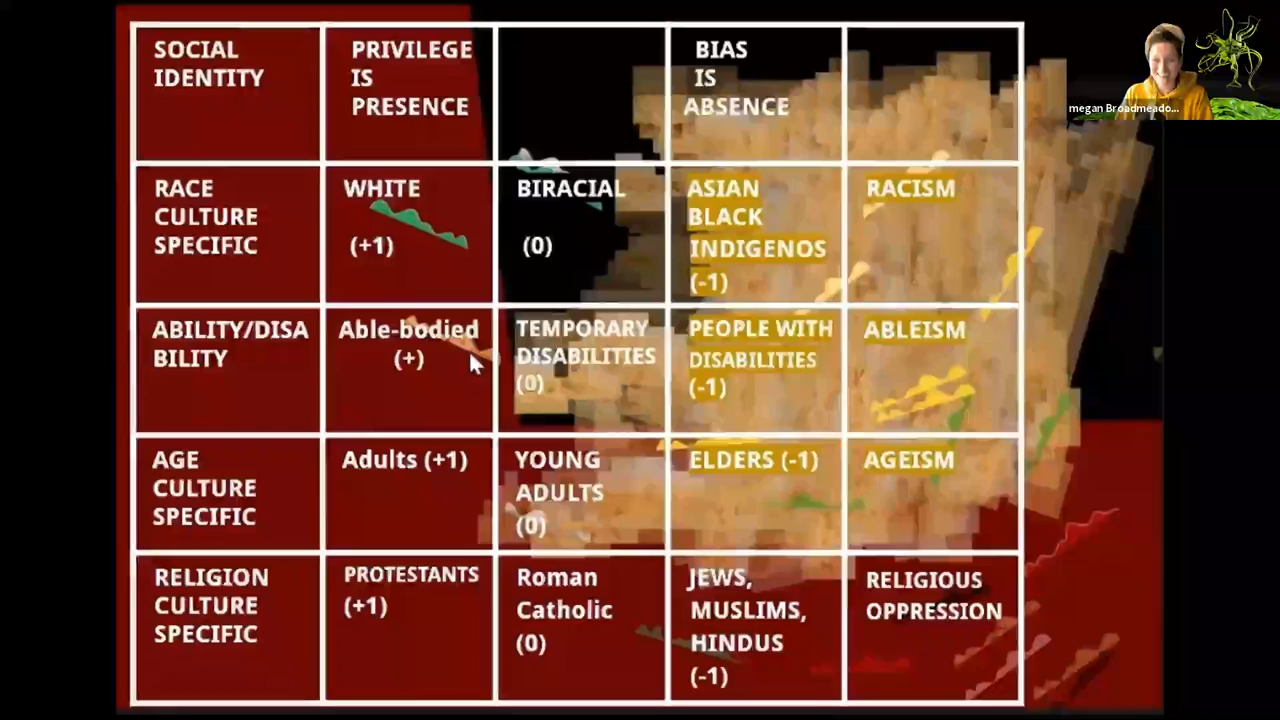 SOCIAL
IDENTITY
PRIVILEGE
IS
PRESENCE
BIAS
IS
ABSENCE
RACE
CULTURE
SPECIFIC
WHITE
(+1)
BIRACIAL
(0)
ASIAN
BLACK
INDIGENOS
(-1)
RACISM
ABILITY/DISA
BILITY
Able-bodied
(+)
TEMPORARY
DISABILITIES
(0)
PEOPLE WITH
DISABILITIES
(-1)
ABLEISM
AGE
CULTURE
SPECIFIC
Adults (+1)
YOUNG
ADULTS
(0)
ELDERS (-1)
AGEISM
RELIGION
CULTURE
SPECIFIC
PROTESTANTS
(+1)
Roman
Catholic
(0)
JEWS,
MUSLIMS,
HINDUS
(-1)
RELIGIOUS
OPPRESSION
megan Broadmeado...